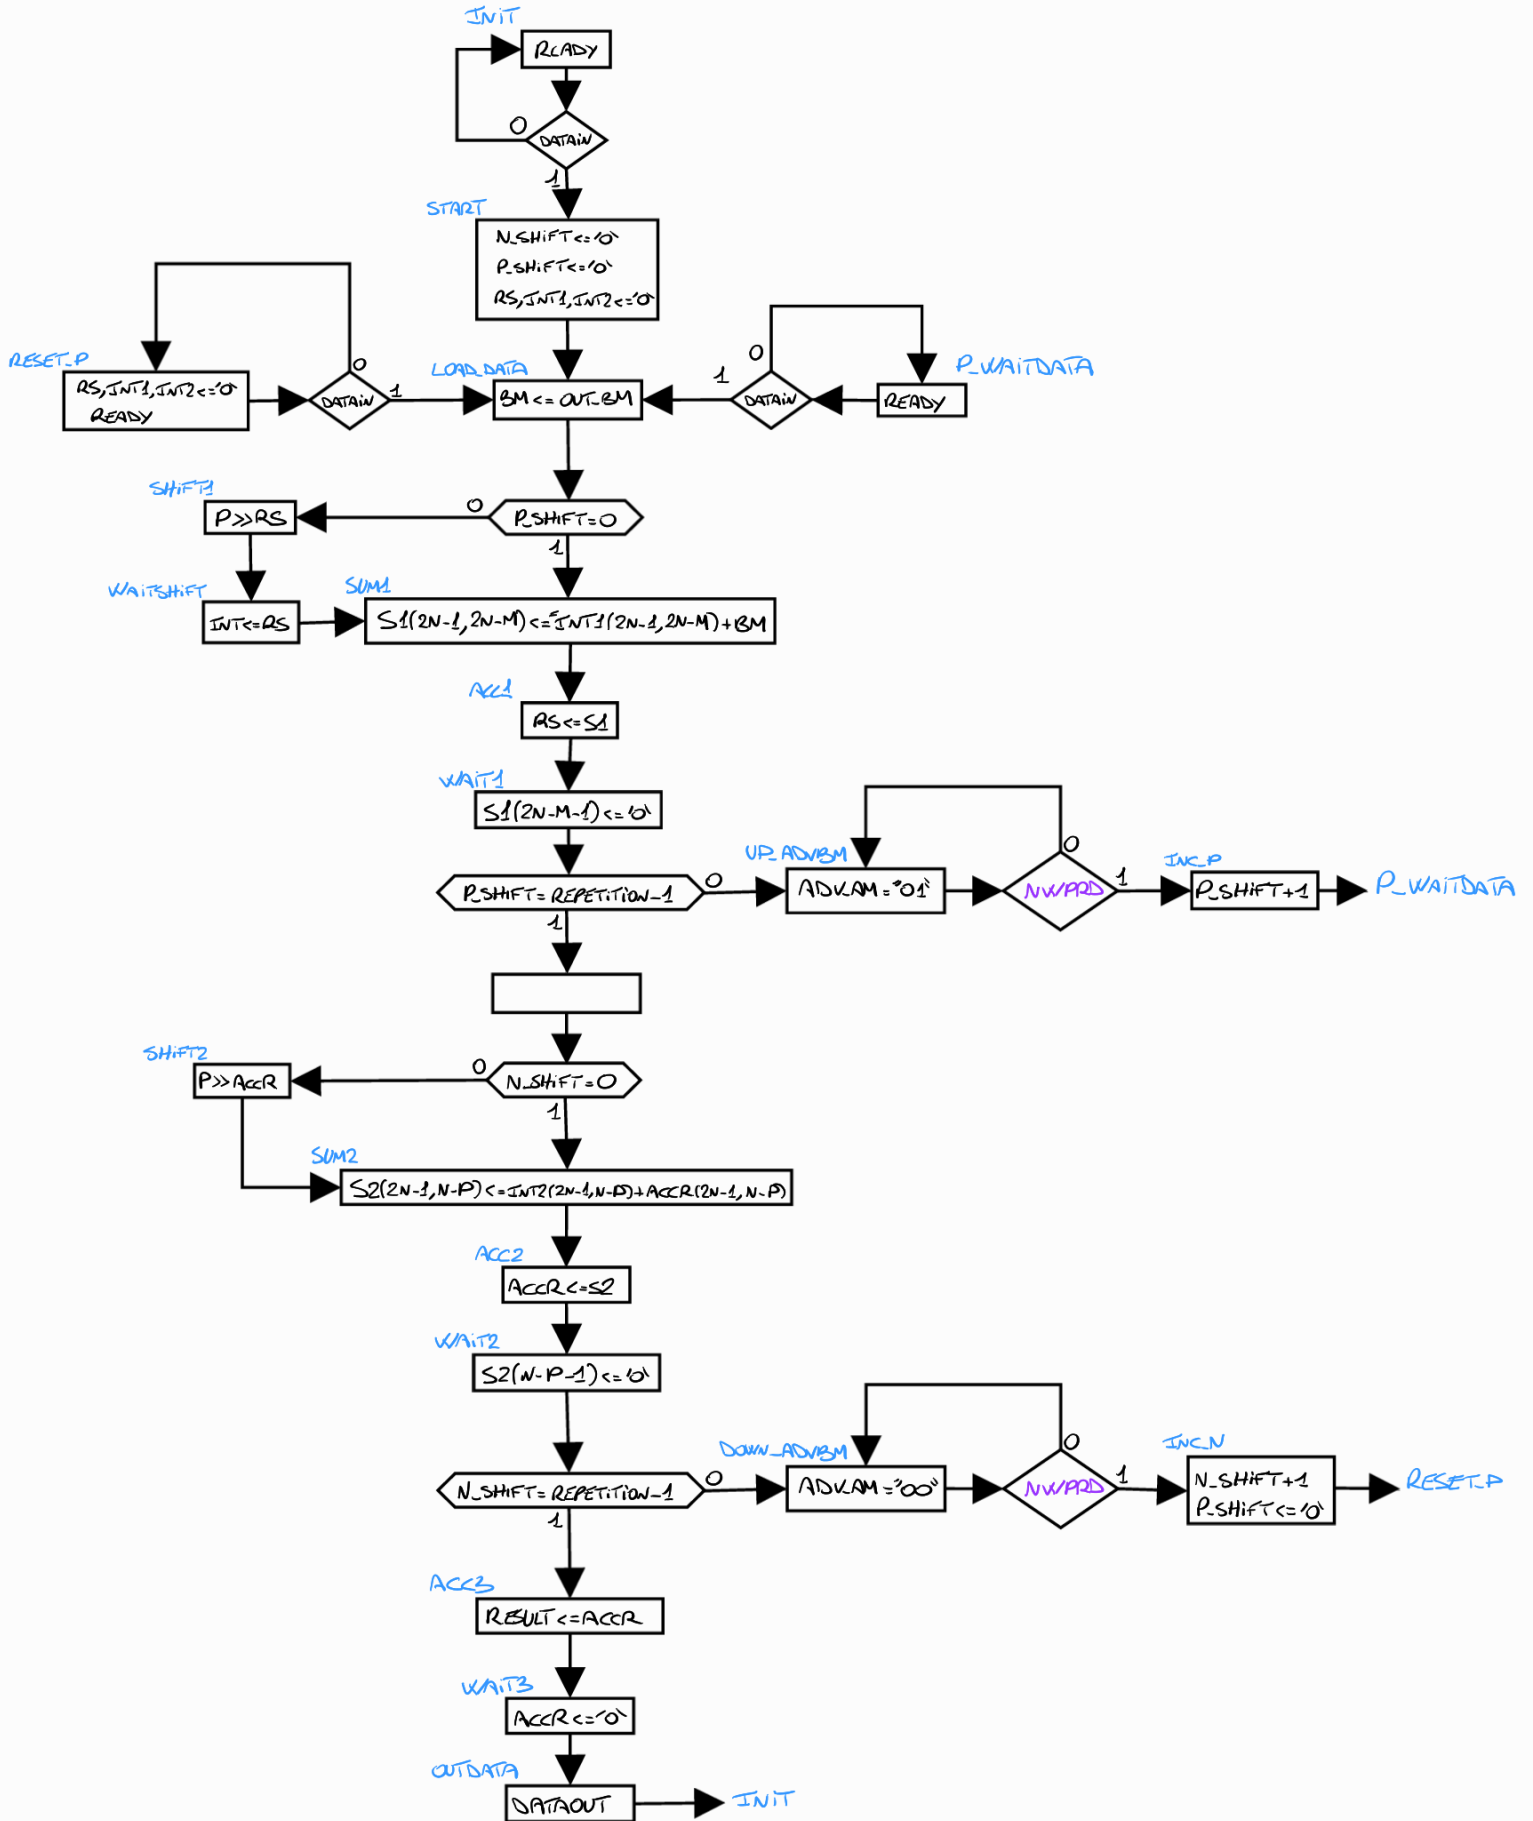 INIT
READY
0
DATAIN
1
START
N_SHIFT<='0'
P_SHIFT<='0'
RS,INT1,INT2<='0'
RESET_P
RS,INT1,INT2<='0'
READY
0
DATAIN
1
LOAD_DATA
BM<=OUT_BM
1
0
DATAIN
P_WAITDATA
READY
SHIFT1
P>>RS
0
P_SHIFT=0
1
WAITSHIFT
INT<=RS
SUM1
S1(2N-1,2N-M)<=INT1(2N-1,2N-M)+BM
ACC1
RS<=S1
WAIT1
S1(2N-M-1)<='0'
P_SHIFT=REPETITION-1
0
1
UP_ADVBM
ADV_AM="01"
0
NWPRD
1
INC_P
P_SHIFT+1
P_WAITDATA
SHIFT2
P>>ACCR
0
N_SHIFT=0
1
SUM2
S2(2N-1,N-P)<=INT2(2N-1,N-P)+ACCR(2N-1,N-P)
ACC2
ACCR<=S2
WAIT2
S2(N-P-1)<='0'
N_SHIFT=REPETITION-1
0
1
DOWN_ADVBM
ADV_AM="00"
0
NWPRD
1
INC_N
N_SHIFT+1
P_SHIFT<='0'
RESET_P
ACC3
RESULT<=ACCR
WAIT3
ACCR<='0'
OUTDATA
DATAOUT
INIT